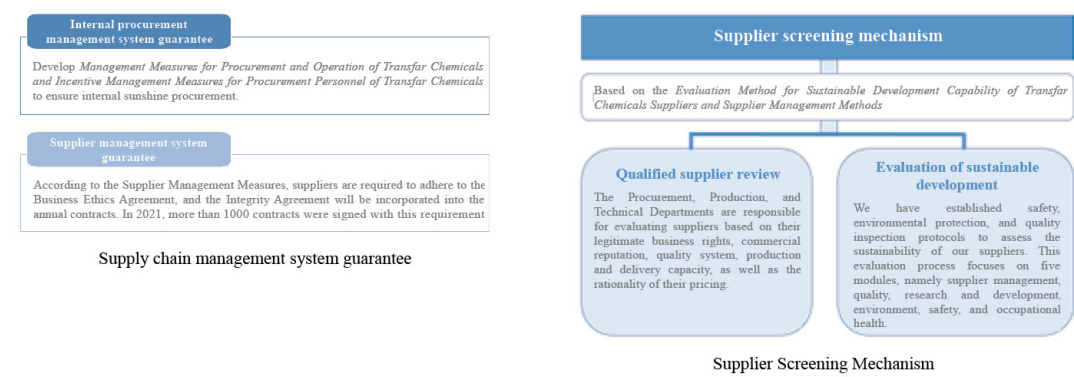 Internal procurement
management system guarantee
Develop Management Measures for Procurement and Operation of Transfar Chemicals
and Incentive Management Measures for Procurement Personnel of Transfar Chemicals
to ensure internal sunshine procurement.
Supplier management system
guarantee
According to the Supplier Management Measures, suppliers are required to adhere to the
Business Ethics Agreement, and the Integrity Agreement will be incorporated into the
annual contracts. In 2021, more than 1000 contracts were signed with this requirement
Supply chain management system guarantee
Supplier screening mechanism
Based on the Evaluation Method for Sustainable Development Capability of Transfar
Chemicals Suppliers and Supplier Management Methods
Qualified supplier review
The Procurement, Production, and
Technical Departments are responsible
for evaluating suppliers based on their
legitimate business rights, commercial
reputation, quality system, production
and delivery capacity, as well as the
rationality of their pricing.
Evaluation of sustainable
development
We have established safety,
environmental protection, and quality
inspection protocols to assess the
sustainability of our suppliers. This
evaluation process focuses on five
modules, namely supplier management,
quality, research and development,
environment, safety, and occupational
health.
Supplier Screening Mechanism